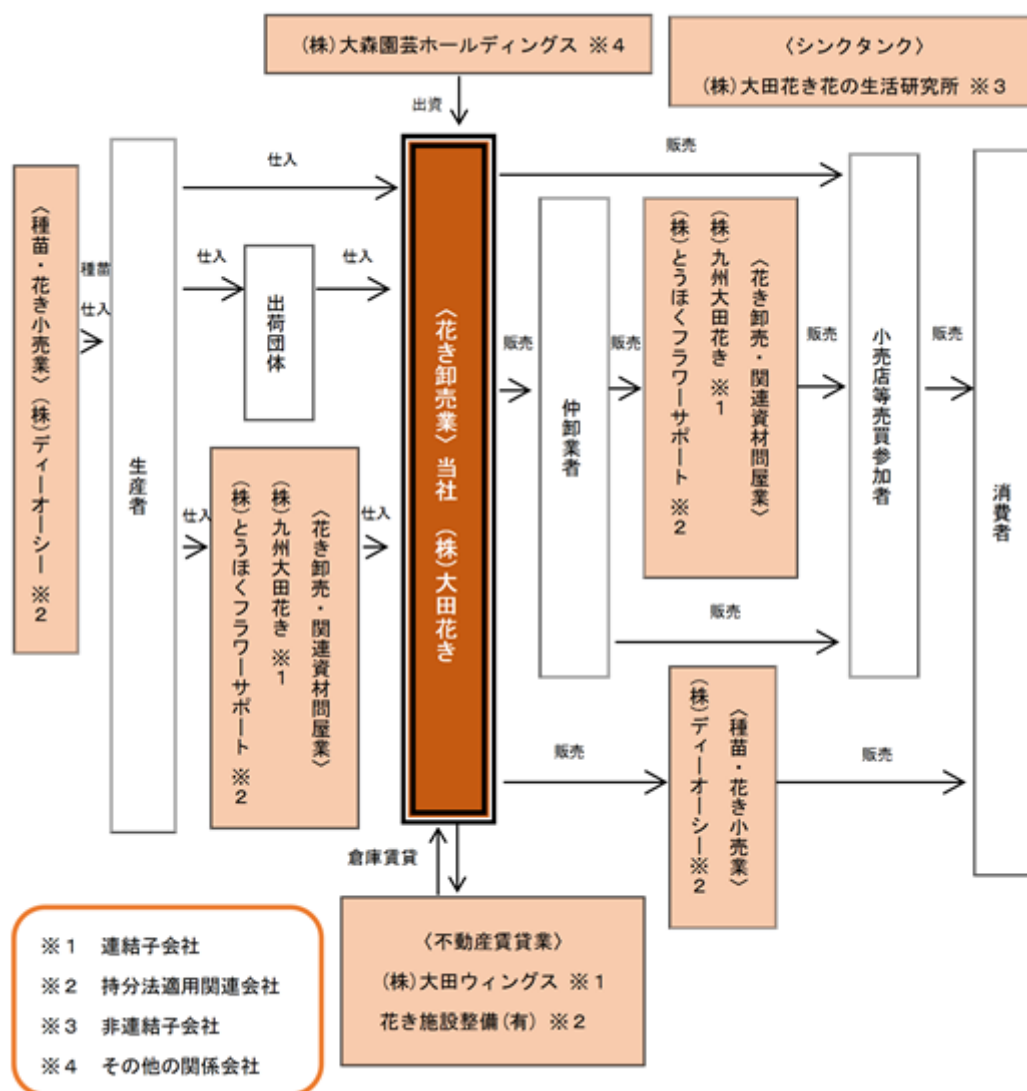 (株)大森園芸ホールディングス ※４
〈シンクタンク〉
(株)大田花き花の生活研究所 ※３
出資
〈種苗・花き小売業〉(株)ディーオーシー ※２
種苗
仕入
生産者
仕入
仕入
出荷団体
仕入
仕入
〈花き卸売・関連資材問屋業〉
(株)九州大田花き ※１
(株)とうほくフラワーサポート ※２
仕入
〈花き卸売業〉当社 (株)大田花き
販売
販売
仲卸業者
販売
〈花き卸売・関連資材問屋業〉
(株)九州大田花き ※１
(株)とうほくフラワーサポート ※２
販売
小売店等売買参加者
販売
消費者
販売
販売
〈種苗・花き小売業〉
(株)ディーオーシー※２
販売
倉庫賃貸
〈不動産賃貸業〉
(株)大田ウィングス ※１
花き施設整備(有) ※２
※１ 連結子会社
※２ 持分法適用関連会社
※３ 非連結子会社
※４ その他の関係会社